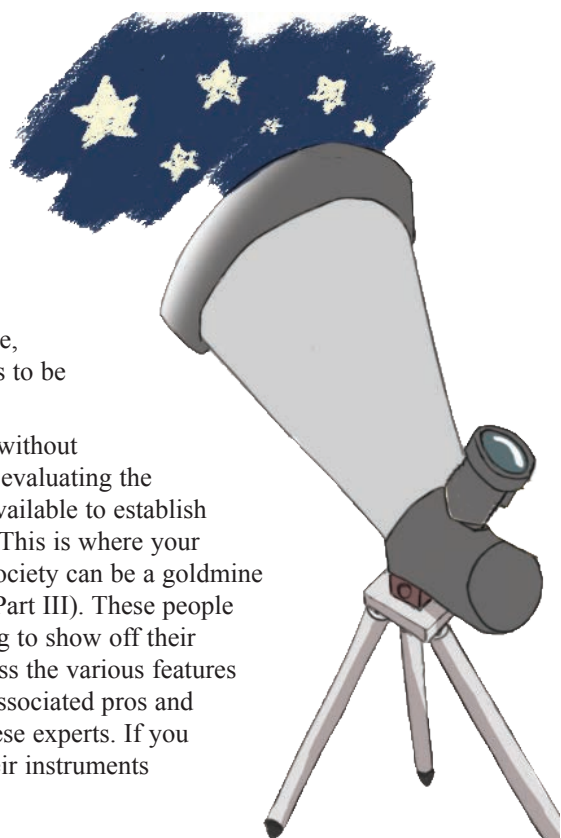 e,
s to be
without
evaluating the
vailable to establish
This is where your
ociety can be a goldmine
Part III). These people
g to show off their
ss the various features
ssociated pros and
ese experts. If you
eir instruments